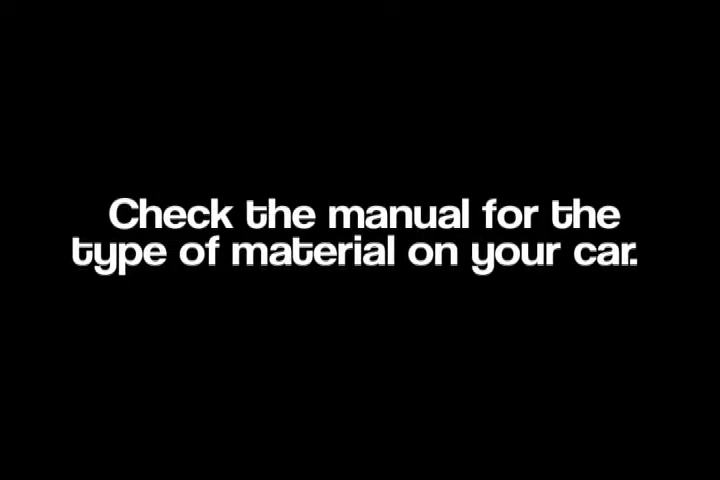 Check the manual for the
type of material on your car.